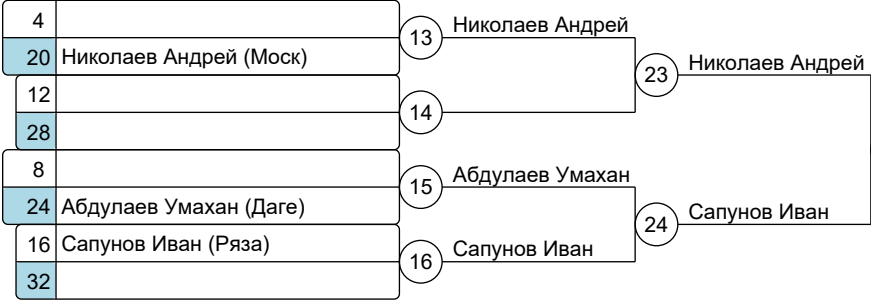 4
20 Николаев Андрей (Моск)
12
28
8
24 Абдулаев Умахан (Даге)
16 Сапунов Иван (Ряза)
32
13 Николаев Андрей
14
15 Абдулаев Умахан
16 Сапунов Иван
23 Николаев Андрей
24 Сапунов Иван